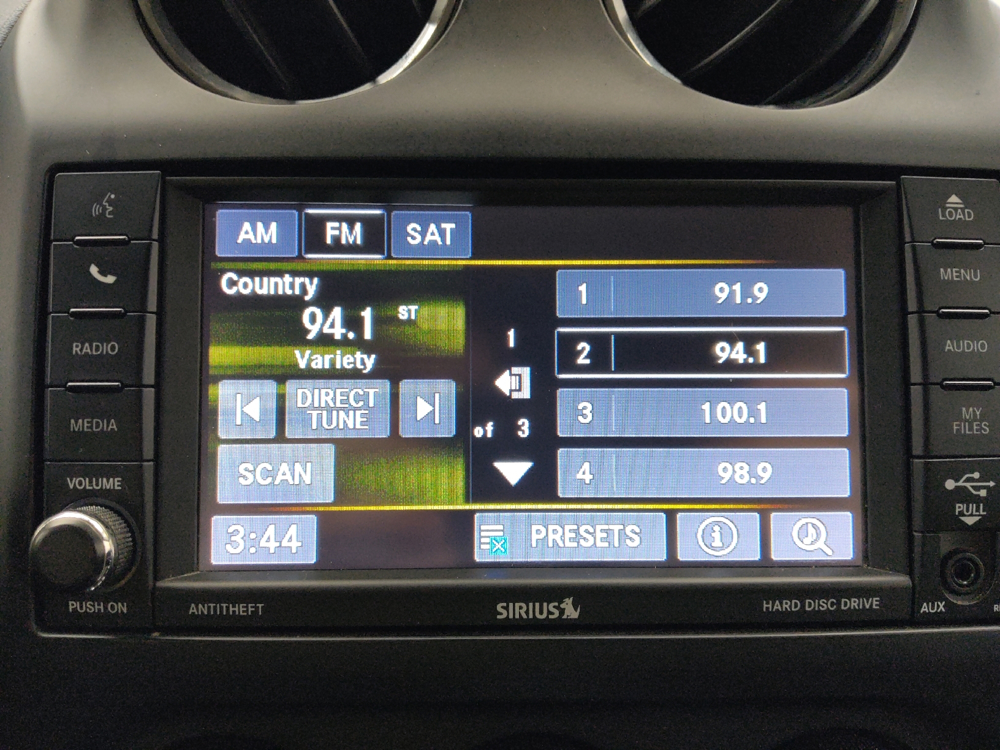 AM FM SAT
Country
94.1 ST
Variety
DIRECT
TUNE
SCAN
3:44
1
of 3
1 91.9
2 94.1
3 100.1
4 98.9
PRESETS
i
RADIO
MEDIA
VOLUME
PUSH ON
ANTITHEFT
SIRIUS
HARD DISC DRIVE
LOAD
MENU
AUDIO
MY
FILES
PULL
AUX